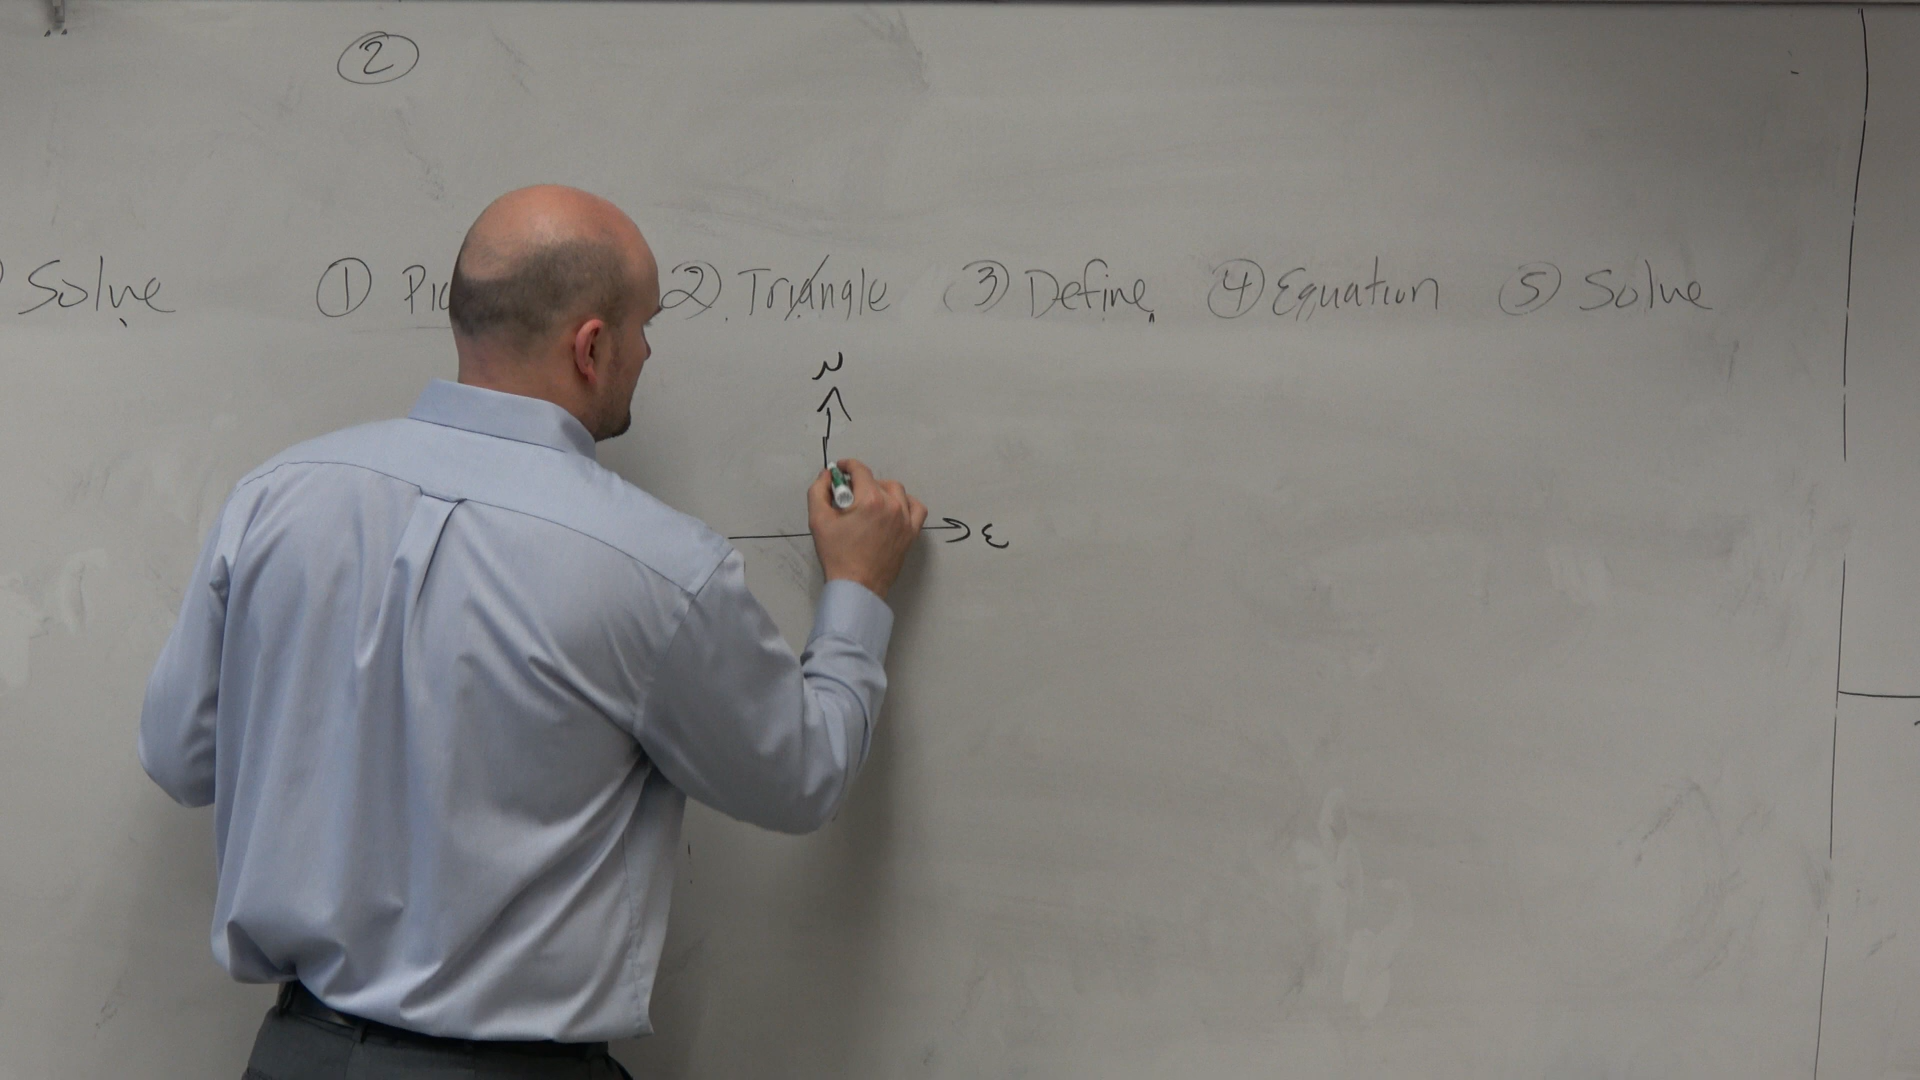 ②
Solve ① Pic ② Triangle ③ Define ④ Equation ⑤ Solve
N
E